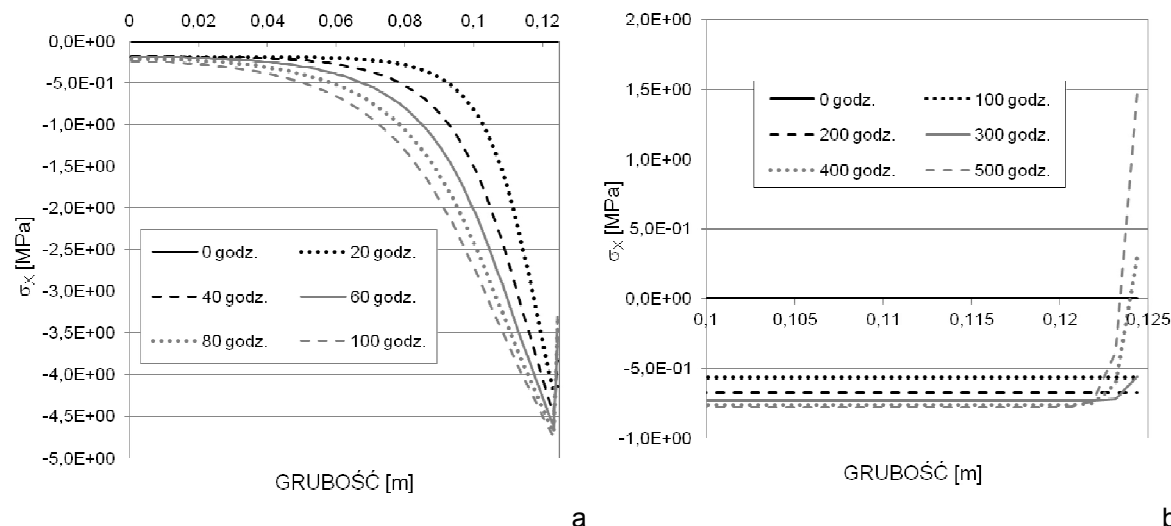 0 0,02 0,04 0,06 0,08 0,1 0,12
0,0E+00
-5,0E-01
-1,0E+00
-1,5E+00
-2,0E+00
-2,5E+00
-3,0E+00
-3,5E+00
-4,0E+00
-4,5E+00
-5,0E+00
σX [MPa]
0 godz. 20 godz.
40 godz. 60 godz.
80 godz. 100 godz.
GRUBOŚĆ [m]
a
2,0E+00
1,5E+00
1,0E+00
5,0E-01
0,0E+00
-5,0E-01
-1,0E+00
σX [MPa]
0 godz. 100 godz.
200 godz. 300 godz.
400 godz. 500 godz.
0,1 0,105 0,11 0,115 0,12 0,125
GRUBOŚĆ [m]
b